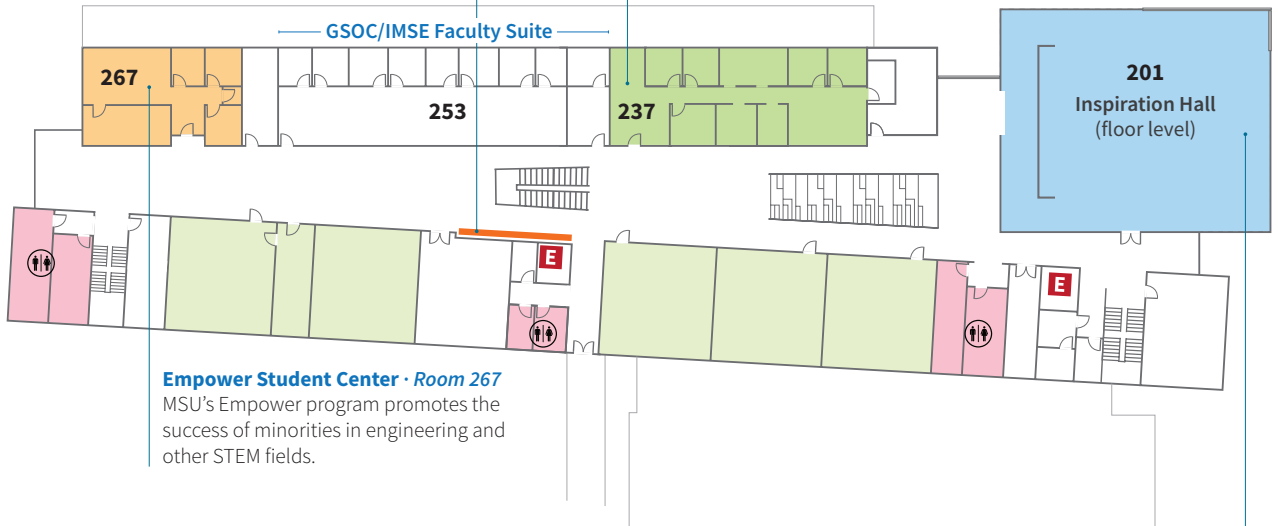 GSOC/IMSE Faculty Suite
267
253
237
201
Inspiration Hall
(floor level)
E
E
Empower Student Center · Room 267
MSU's Empower program promotes the
success of minorities in engineering and
other STEM fields.